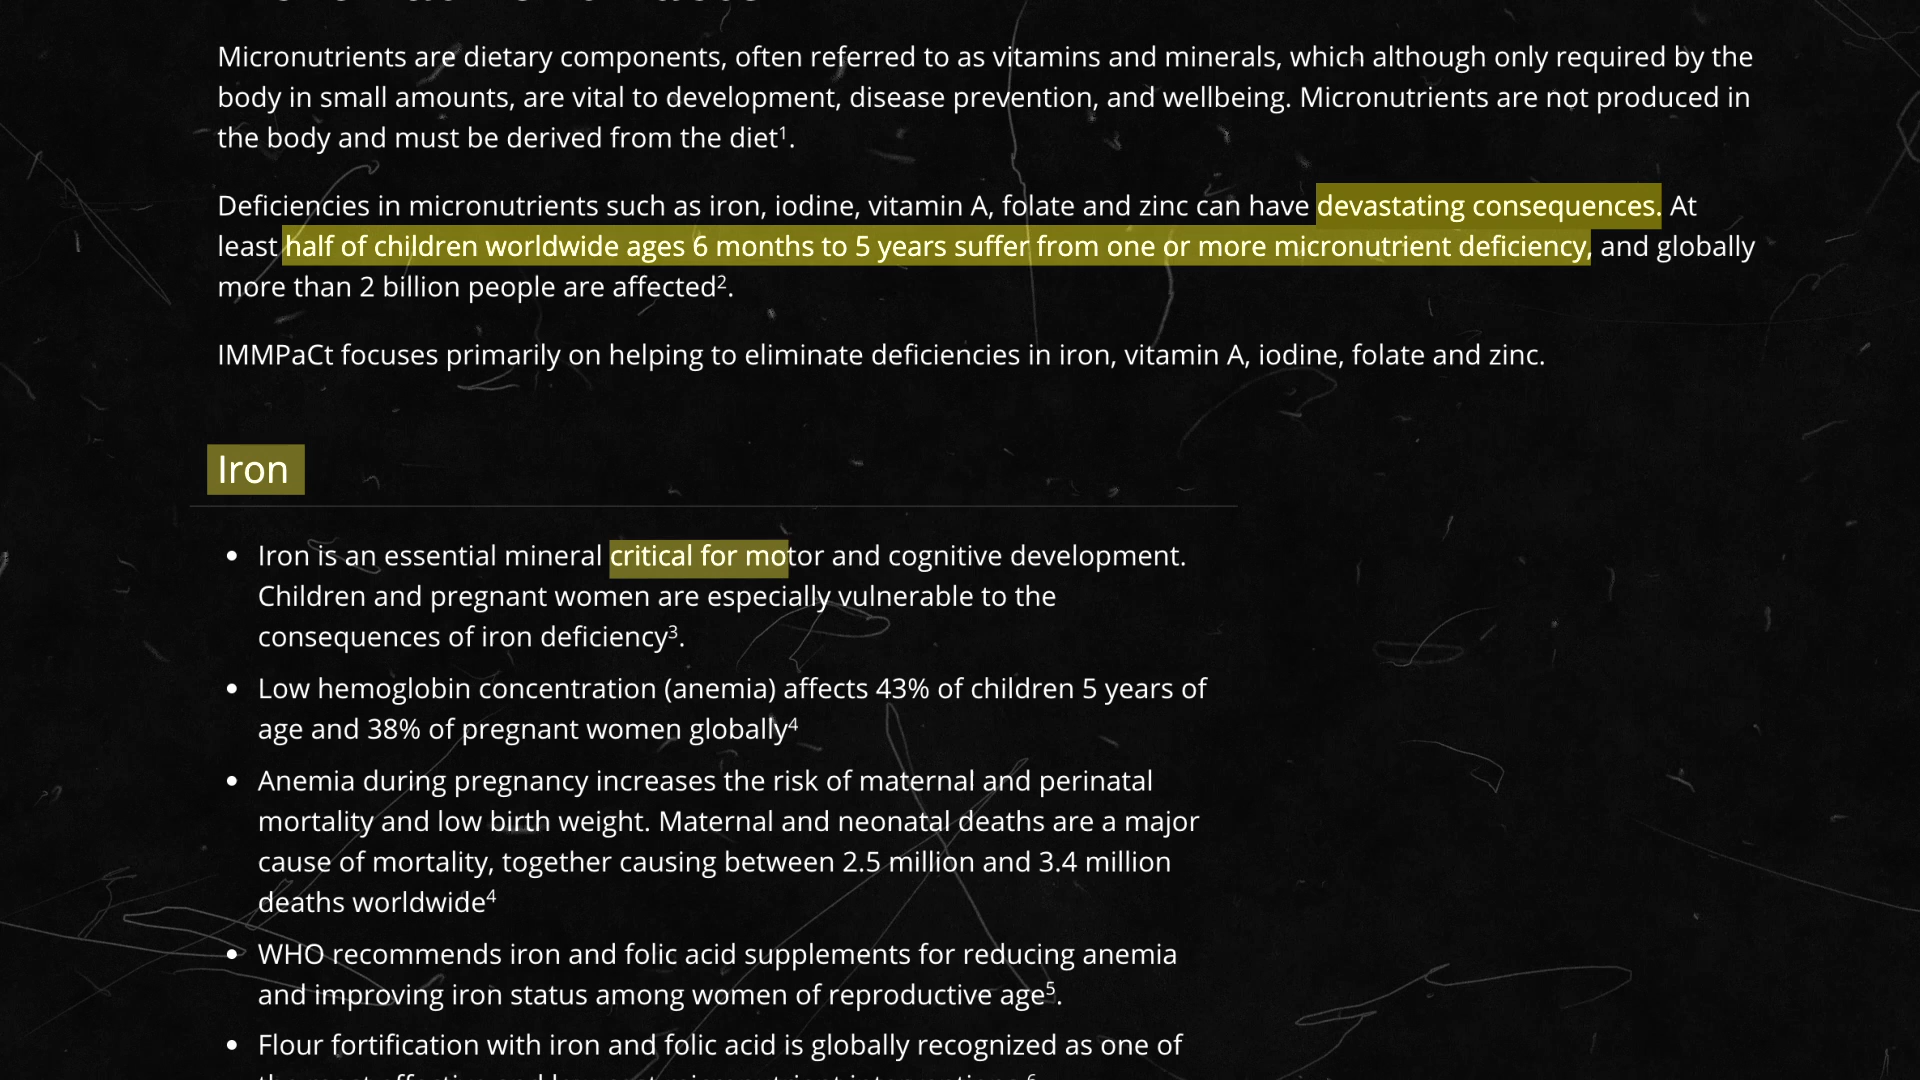 Micronutrients are dietary components, often referred to as vitamins and minerals, which although only required by the
body in small amounts, are vital to development, disease prevention, and wellbeing. Micronutrients are not produced in
the body and must be derived from the diet¹.
Deficiencies in micronutrients such as iron, iodine, vitamin A, folate and zinc can have devastating consequences. At
least half of children worldwide ages 6 months to 5 years suffer from one or more micronutrient deficiency, and globally
more than 2 billion people are affected².
IMMPaCt focuses primarily on helping to eliminate deficiencies in iron, vitamin A, iodine, folate and zinc.
Iron
• Iron is an essential mineral critical for motor and cognitive development.
Children and pregnant women are especially vulnerable to the
consequences of iron deficiency³.
• Low hemoglobin concentration (anemia) affects 43% of children 5 years of
age and 38% of pregnant women globally⁴
• Anemia during pregnancy increases the risk of maternal and perinatal
mortality and low birth weight. Maternal and neonatal deaths are a major
cause of mortality, together causing between 2.5 million and 3.4 million
deaths worldwide⁴
• WHO recommends iron and folic acid supplements for reducing anemia
and improving iron status among women of reproductive age⁵.
• Flour fortification with iron and folic acid is globally recognized as one of